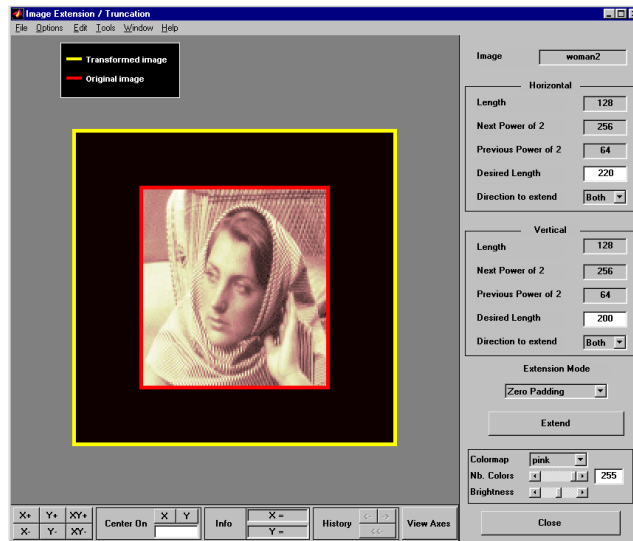 Image Extension / Truncation
File Options Edit Tools Window Help
Transformed image
Original image
Image woman2
Horizontal
Length 128
Next Power of 2 256
Previous Power of 2 64
Desired Length 220
Direction to extend Both
Vertical
Length 128
Next Power of 2 256
Previous Power of 2 64
Desired Length 200
Direction to extend Both
Extension Mode
Zero Padding
Extend
Colormap pink
Nb. Colors 255
Brightness
X+ Y+ XY+
X- Y- XY-
Center On X Y
Info X = 
Y =
History <- ->
<<-
View Axes
Close